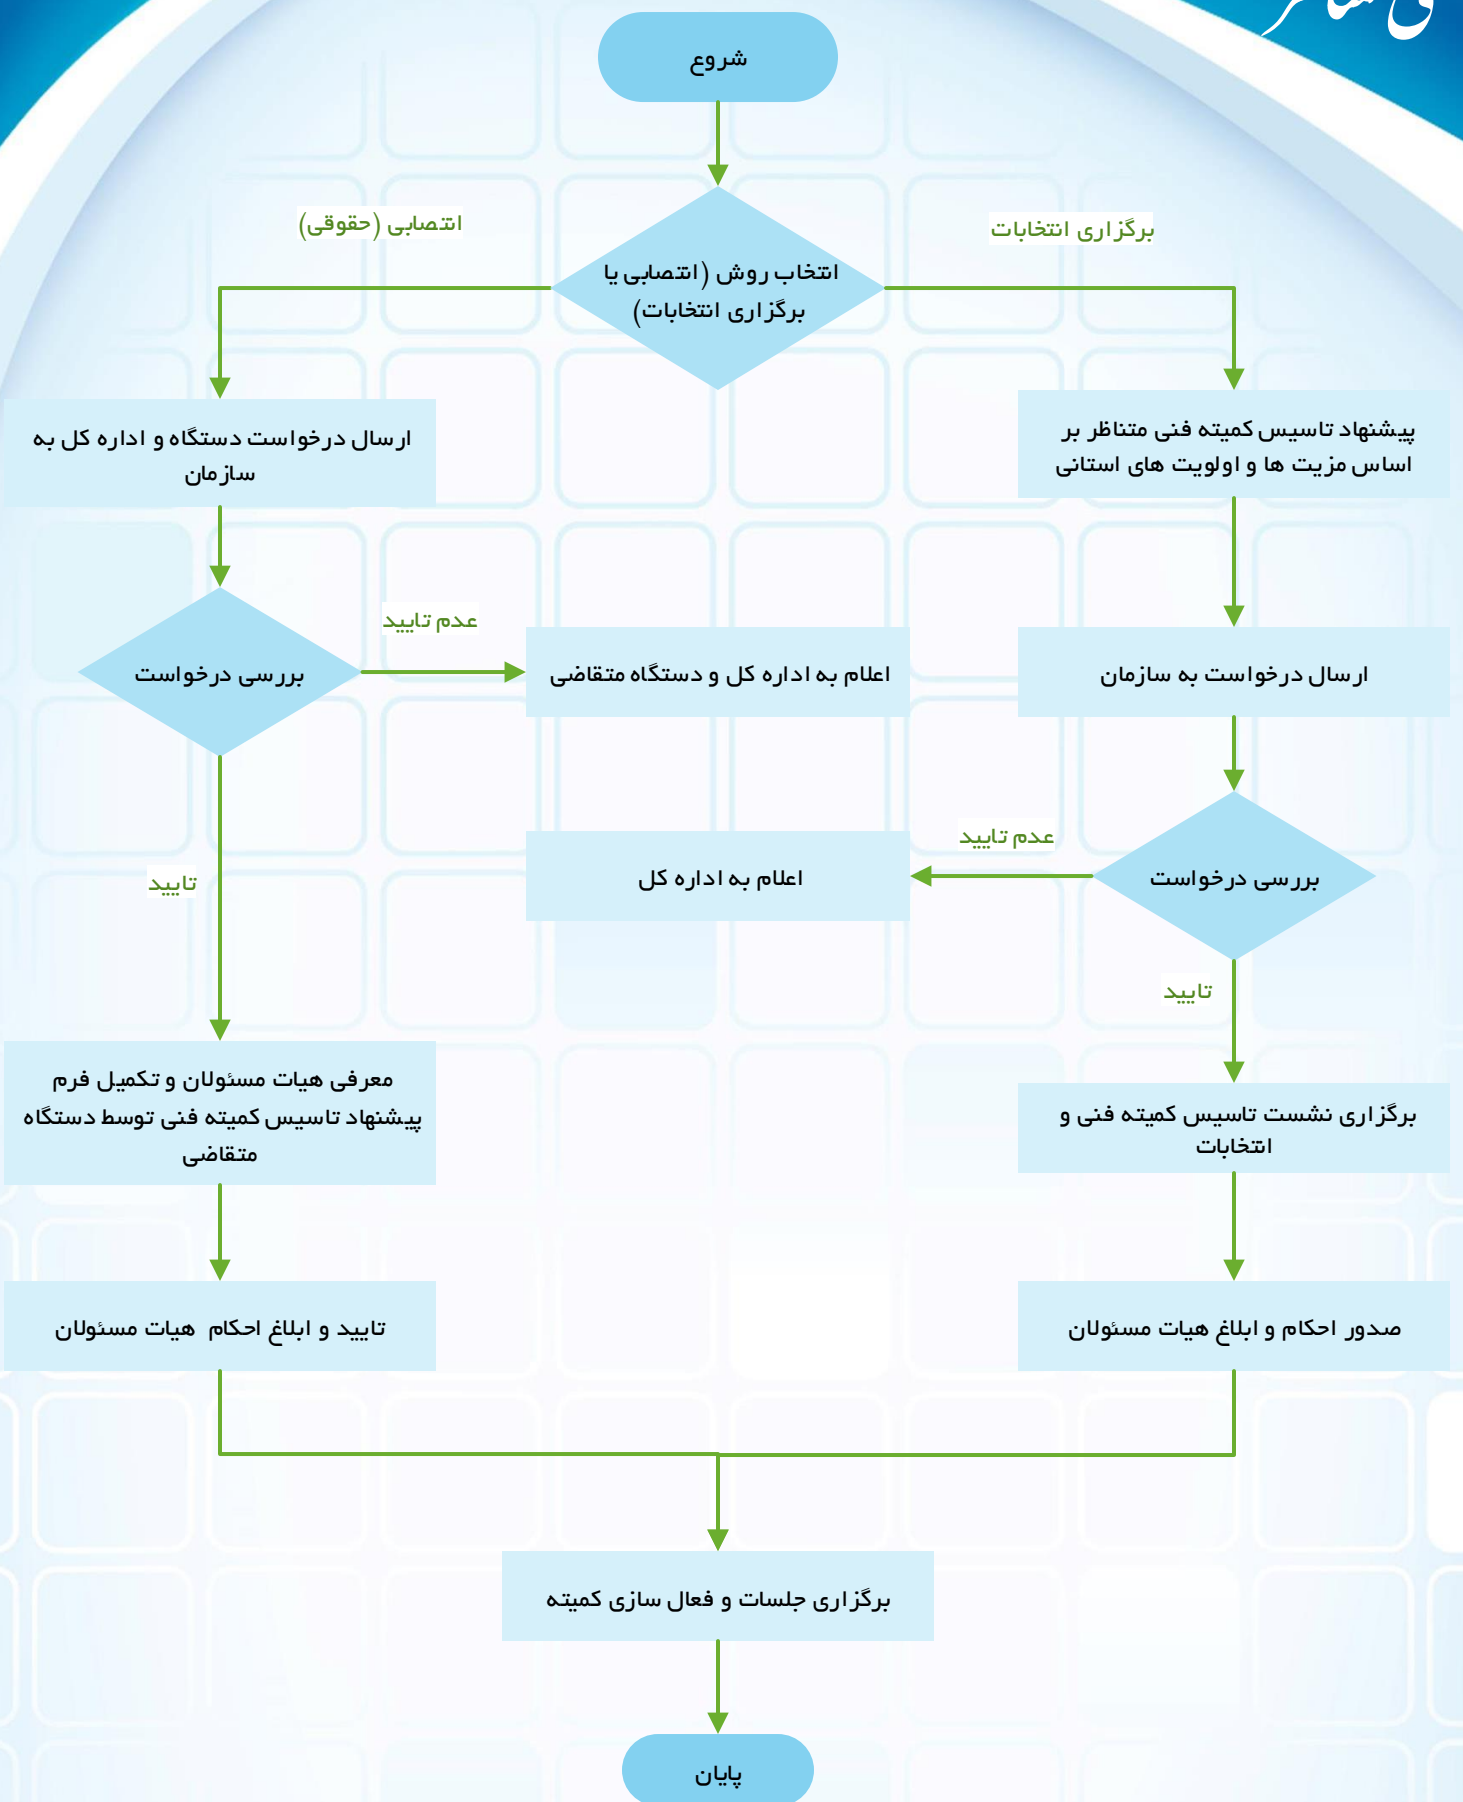 شروع
برگزاری انتخابات
انتصابی (حقوقی)
انتخاب روش (انتصابی یا
برگزاری انتخابات)
پیشنهاد تاسیس کمیته فنی متناظر بر
اساس مزیت ها و اولویت های استانی
ارسال درخواست دستگاه و اداره کل به
سازمان
عدم تایید
ارسال درخواست به سازمان
اعلام به اداره کل و دستگاه متقاضی
بررسی درخواست
عدم تایید
بررسی درخواست
اعلام به اداره کل
تایید
تایید
برگزاری نشست تاسیس کمیته فنی و
انتخابات
معرفی هیات مسئولان و تکمیل فرم
پیشنهاد تاسیس کمیته فنی توسط دستگاه
متقاضی
صدور احکام و ابلاغ هیات مسئولان
تایید و ابلاغ احکام هیات مسئولان
برگزاری جلسات و فعال سازی کمیته
پایان